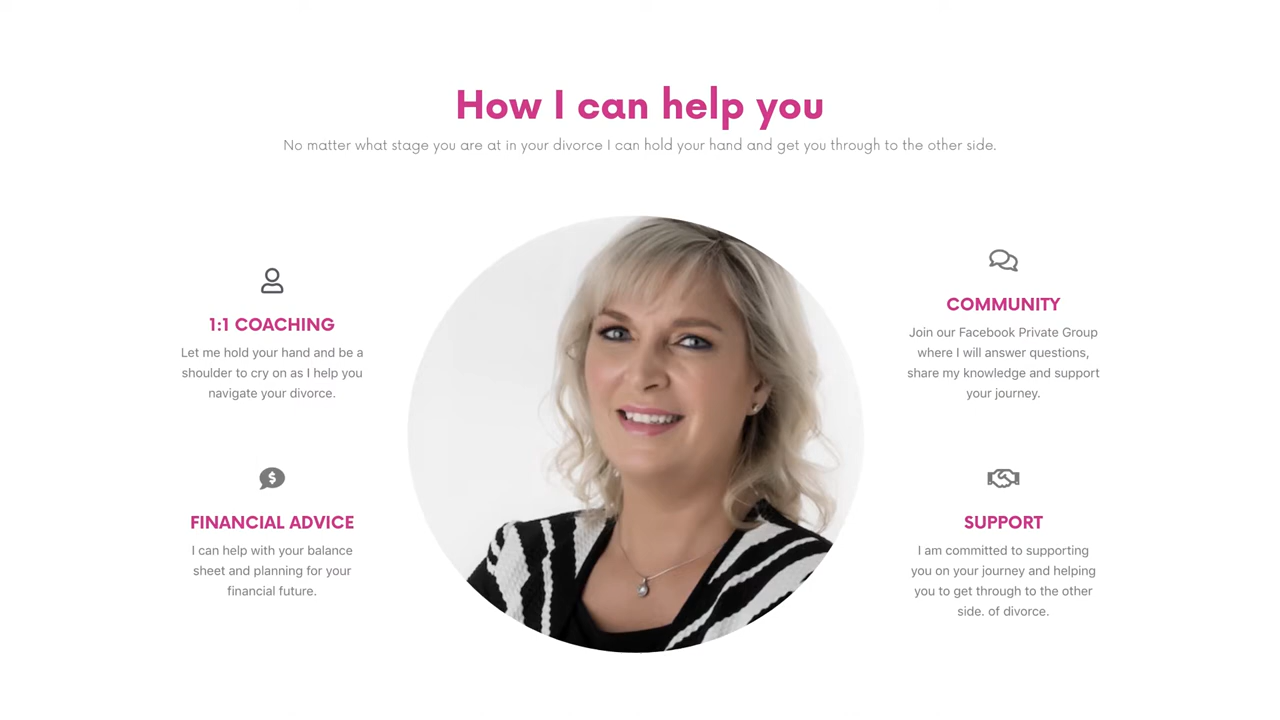 How I can help you
No matter what stage you are at in your divorce I can hold your hand and get you through to the other side.
1:1 COACHING
Let me hold your hand and be a
shoulder to cry on as I help you
navigate your divorce.
FINANCIAL ADVICE
I can help with your balance
sheet and planning for your
financial future.
COMMUNITY
Join our Facebook Private Group
where I will answer questions,
share my knowledge and support
your journey.
SUPPORT
I am committed to supporting
you on your journey and helping
you to get through to the other
side. of divorce.